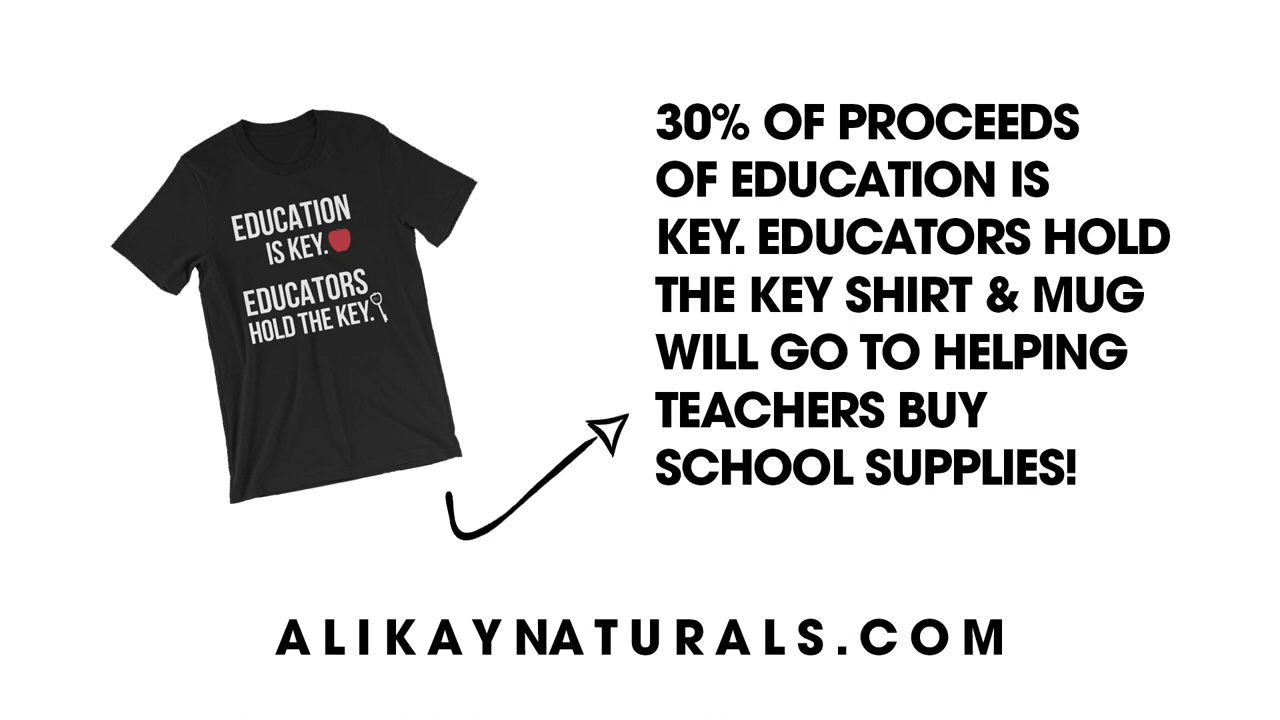 EDUCATION
IS KEY.
EDUCATORS
HOLD THE KEY.
30% OF PROCEEDS
OF EDUCATION IS
KEY. EDUCATORS HOLD
THE KEY SHIRT & MUG
WILL GO TO HELPING
TEACHERS BUY
SCHOOL SUPPLIES!
ALIKAYNATURALS.COM